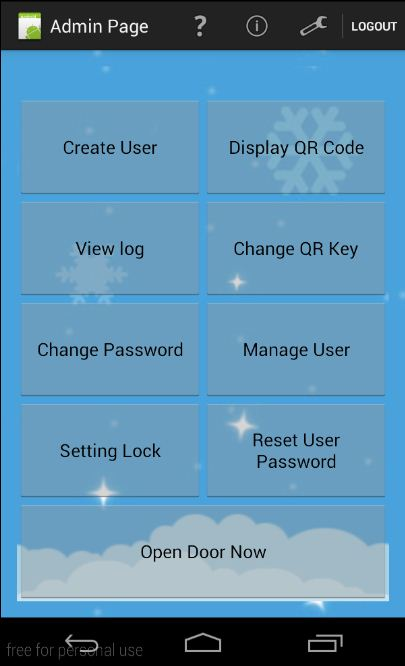 Admin Page ? i LOGOUT
Create User
Display QR Code
View log
Change QR Key
Change Password
Manage User
Setting Lock
Reset User
Password
Open Door Now
free for personal use